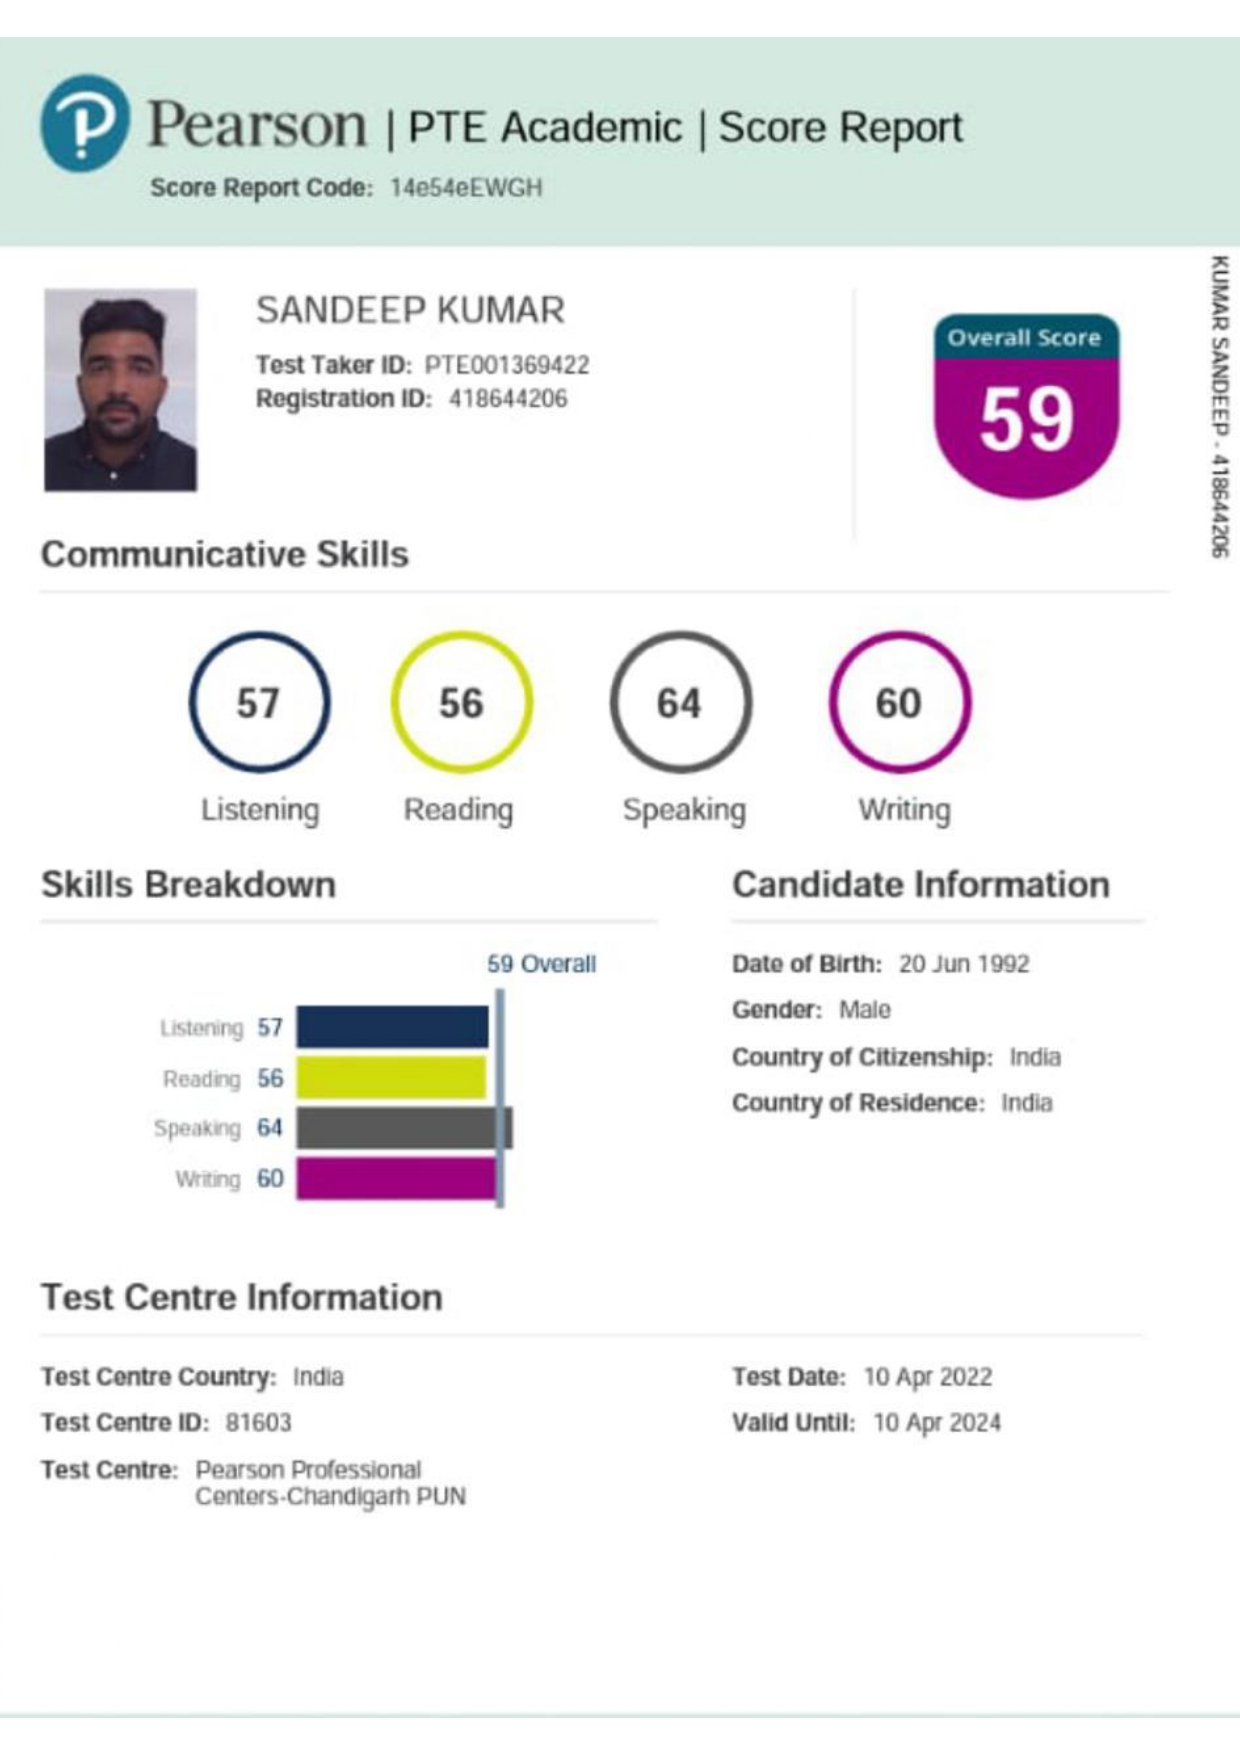 Pearson | PTE Academic | Score Report
Score Report Code: 14e54eEWGH
SANDEEP KUMAR
Test Taker ID: PTE001369422
Registration ID: 418644206
Overall Score
59
KUMAR SANDEEP - 418644206
Communicative Skills
57 56 64 60
Listening Reading Speaking Writing
Skills Breakdown
59 Overall
Listening 57
Reading 56
Speaking 64
Writing 60
Candidate Information
Date of Birth: 20 Jun 1992
Gender: Male
Country of Citizenship: India
Country of Residence: India
Test Centre Information
Test Centre Country: India
Test Centre ID: 81603
Test Centre: Pearson Professional
Centers-Chandigarh PUN
Test Date: 10 Apr 2022
Valid Until: 10 Apr 2024